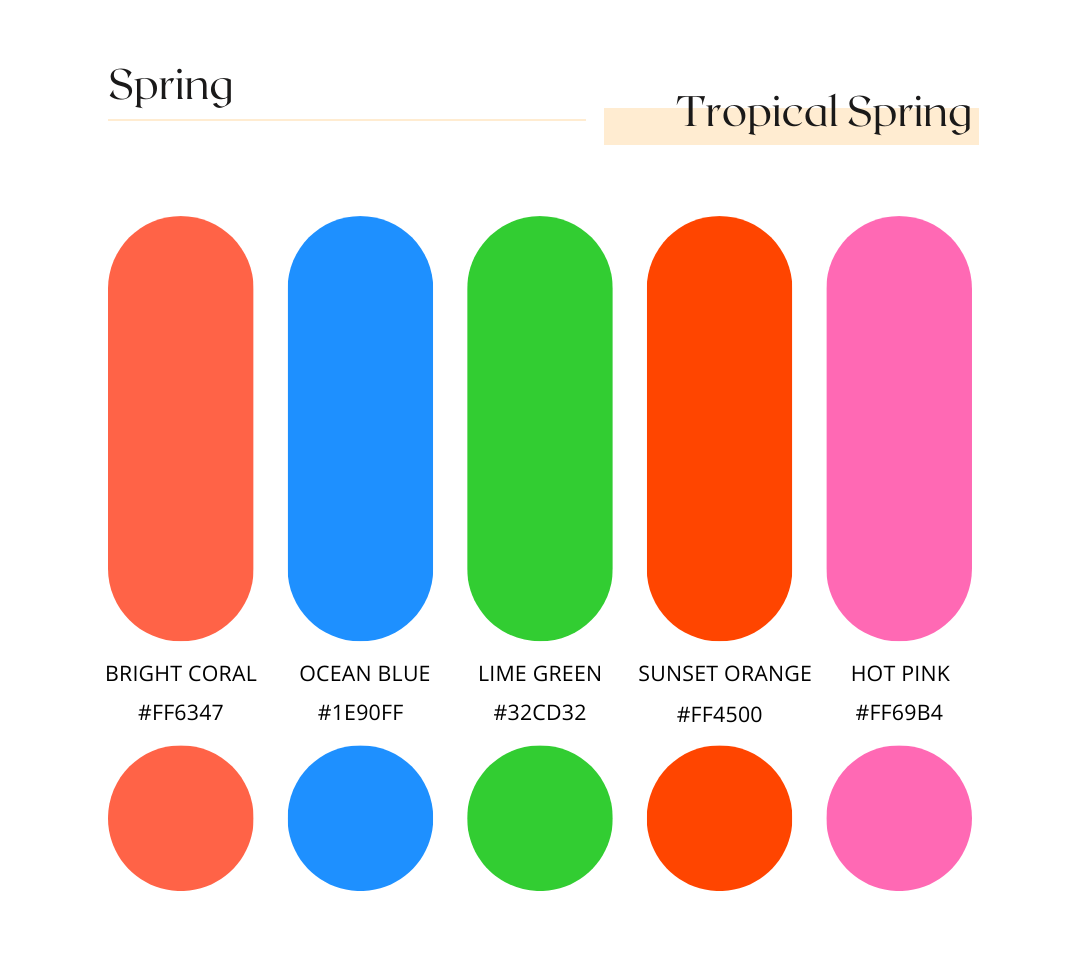 Spring
Tropical Spring
BRIGHT CORAL
#FF6347
OCEAN BLUE
#1E90FF
LIME GREEN
#32CD32
SUNSET ORANGE
#FF4500
HOT PINK
#FF69B4